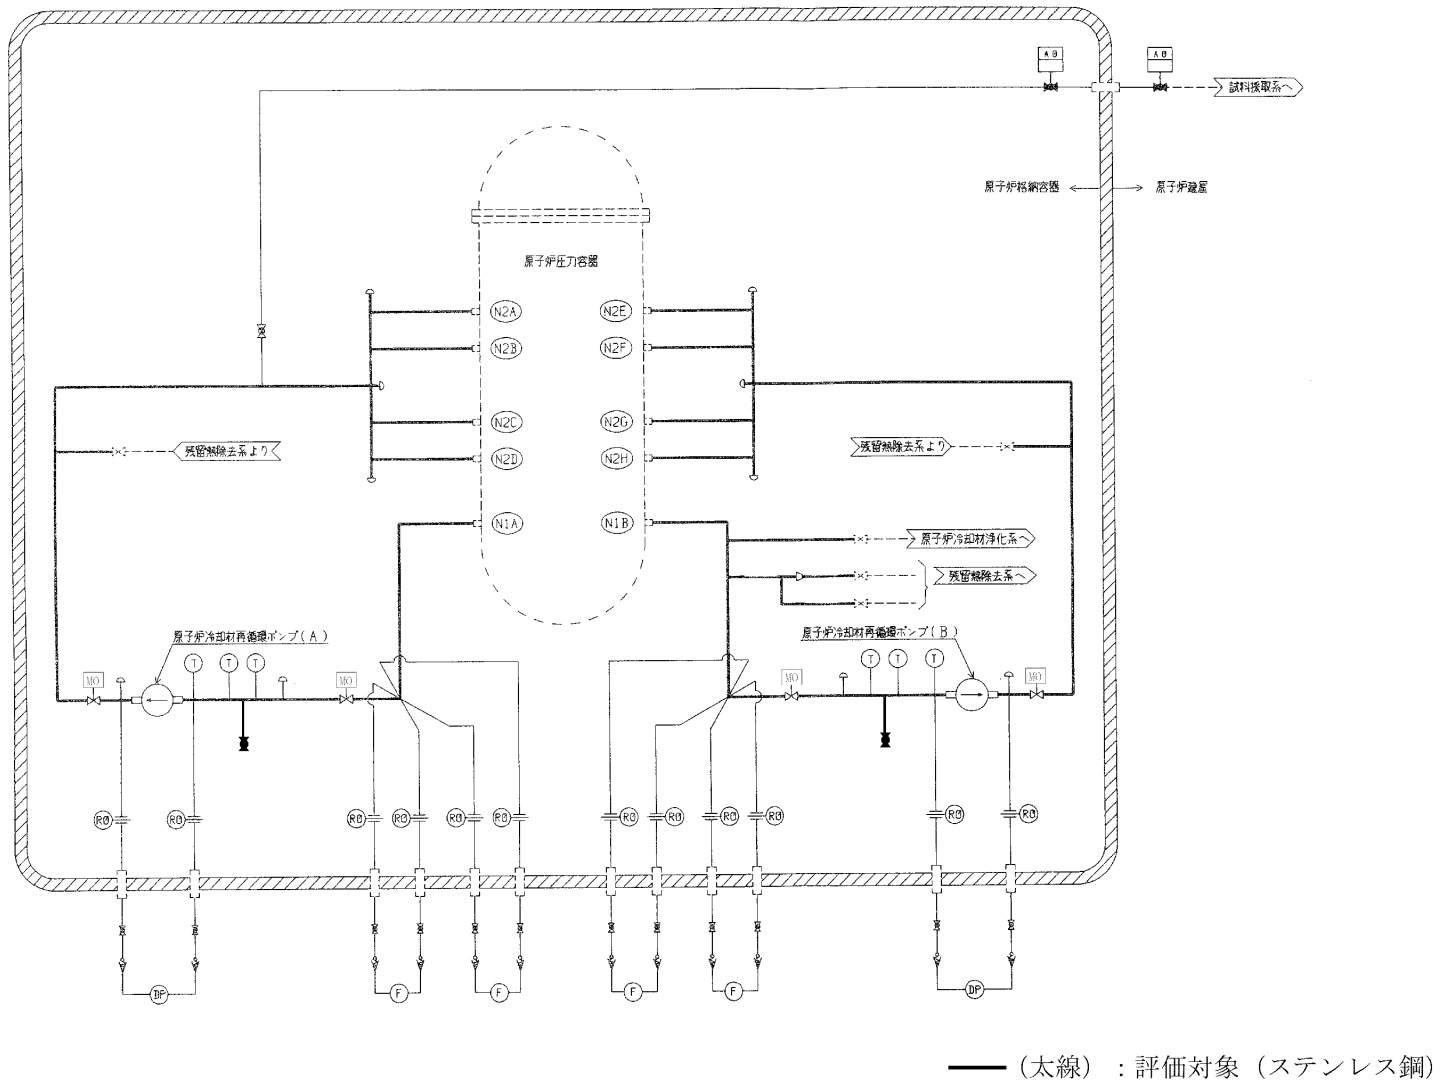 AO
AO
試料採取系へ
原子炉格納容器
原子炉建屋
原子炉圧力容器
N2A
N2E
N2B
N2F
N2C
N2G
残留熱除去系より
残留熱除去系より
N2D
N2H
N1A
N1B
原子炉冷却材浄化系へ
残留熱除去系へ
原子炉冷却材再循環ポンプ(A)
原子炉冷却材再循環ポンプ(B)
T
T
T
T
T
T
MO
MO
MO
MO
RO
RO
RO
RO
RO
RO
RO
RO
RO
RO
RO
RO
DP
F
F
F
F
DP
(太線) : 評価対象 (ステンレス鋼)